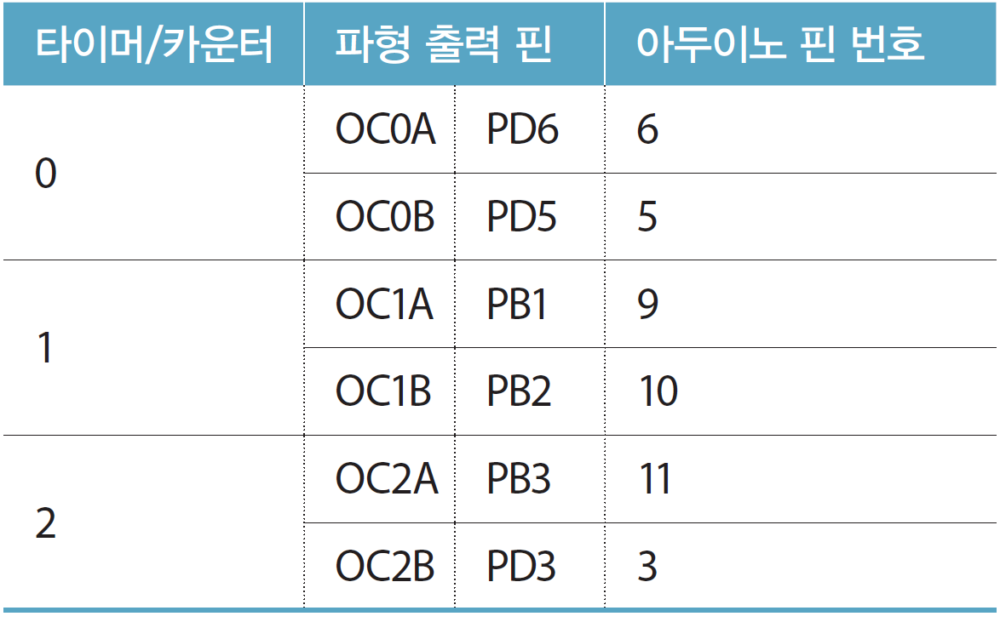 타이머/카운터 파형 출력 핀 아두이노 핀 번호
0 OC0A PD6 6
OC0B PD5 5
1 OC1A PB1 9
OC1B PB2 10
2 OC2A PB3 11
OC2B PD3 3